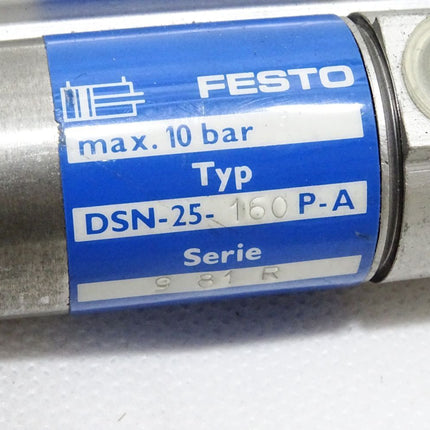 FESTO
max. 10 bar
Typ
DSN-25-160 P-A
Serie
9 81 R